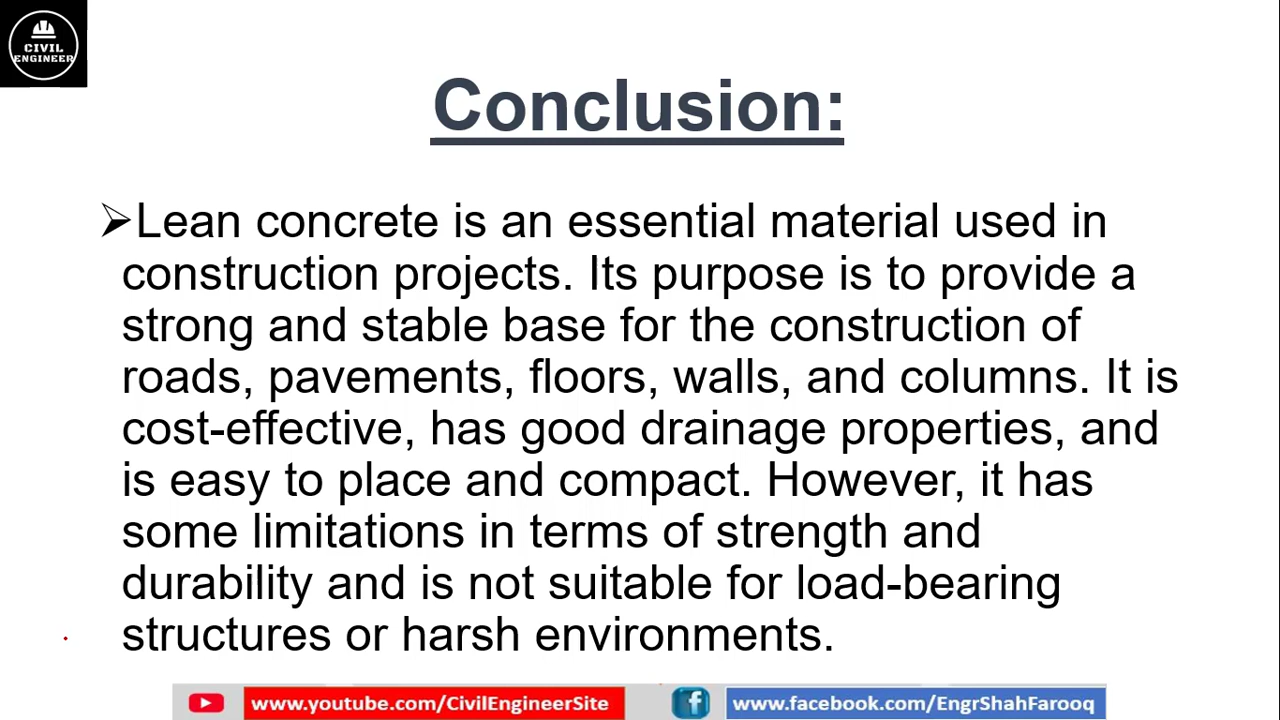 CIVIL
ENGINEER
Conclusion:
➢Lean concrete is an essential material used in
construction projects. Its purpose is to provide a
strong and stable base for the construction of
roads, pavements, floors, walls, and columns. It is
cost-effective, has good drainage properties, and
is easy to place and compact. However, it has
some limitations in terms of strength and
durability and is not suitable for load-bearing
structures or harsh environments.
www.youtube.com/CivilEngineerSite
www.facebook.com/EngrShahFarooq